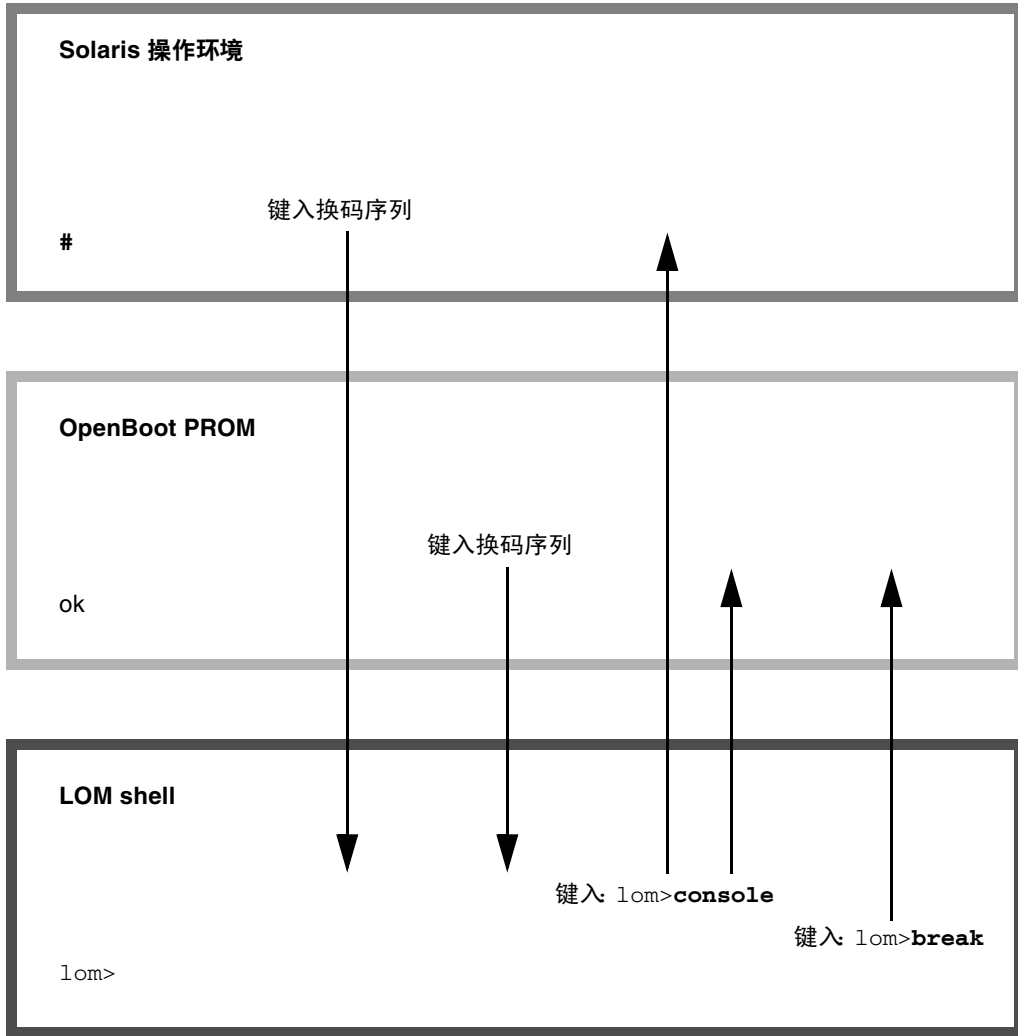 Solaris 操作环境
键入换码序列
#
OpenBoot PROM
键入换码序列
ok
LOM shell
键入: lom>console
键入: lom>break
lom>